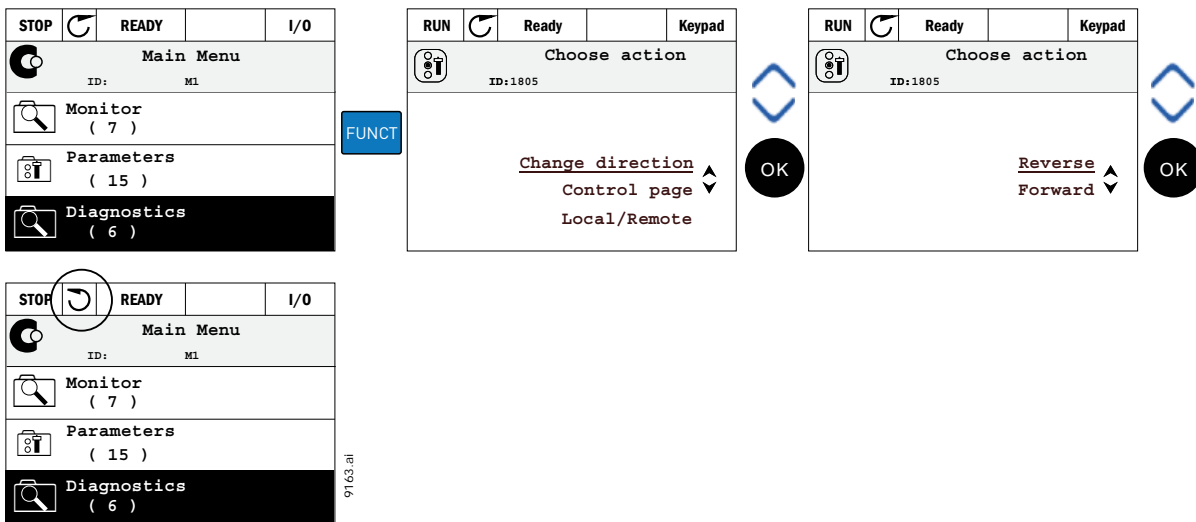 STOP READY I/O
Main Menu
ID: M1
Monitor
( 7 )
Parameters
( 15 )
Diagnostics
( 6 )
FUNCT
RUN Ready Keypad
Choose action
ID:1805
Change direction
Control page
Local/Remote
OK
RUN Ready Keypad
Choose action
ID:1805
Reverse
Forward
OK
STOP READY I/O
Main Menu
ID: M1
Monitor
( 7 )
Parameters
( 15 )
Diagnostics
( 6 )
9163.ai